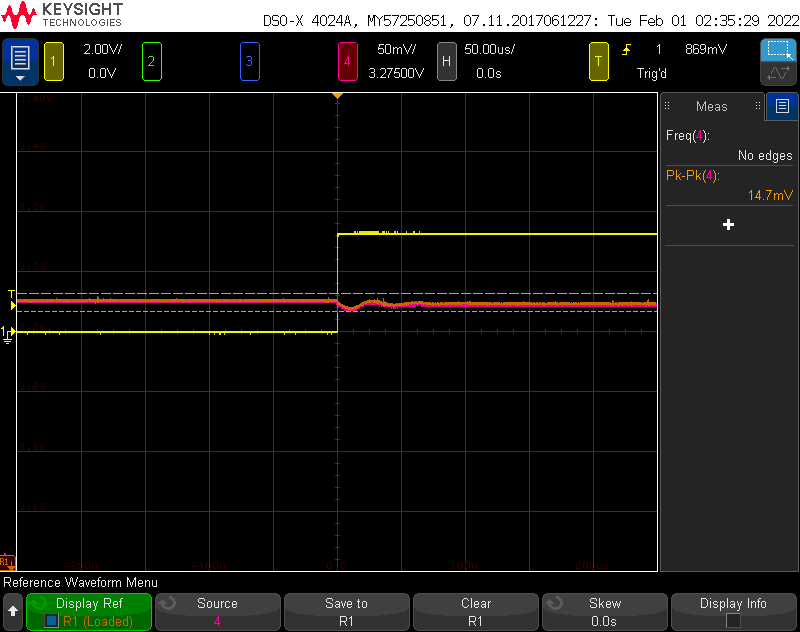 KEYSIGHT
TECHNOLOGIES
DSO-X 4024A, MY57250851, 07.11.2017061227: Tue Feb 01 02:35:29 2022
1 2.00V/ 2 3 4 50mV/ H 50.00us/ T 1 869mV
0.0V 3.27500V 0.0s Trig'd
Meas
Freq(4):
No edges
Pk-Pk(4):
14.7mV
+
T
1
R1
Reference Waveform Menu
Display Ref Source Save to Clear Skew Display Info
R1 (Loaded) 4 R1 R1 0.0s